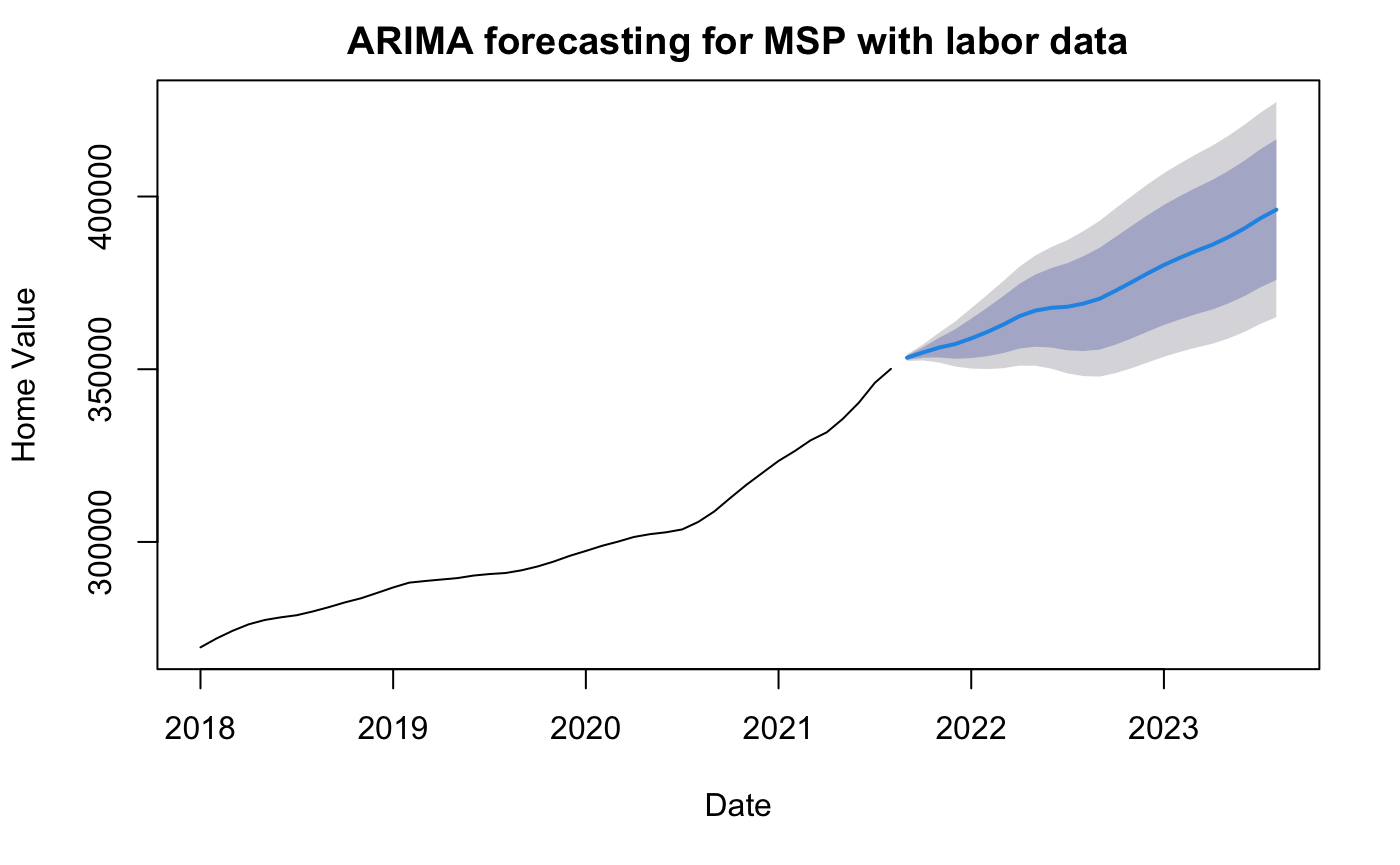 ARIMA forecasting for MSP with labor data
Home Value
400000
350000
300000
2018 2019 2020 2021 2022 2023
Date